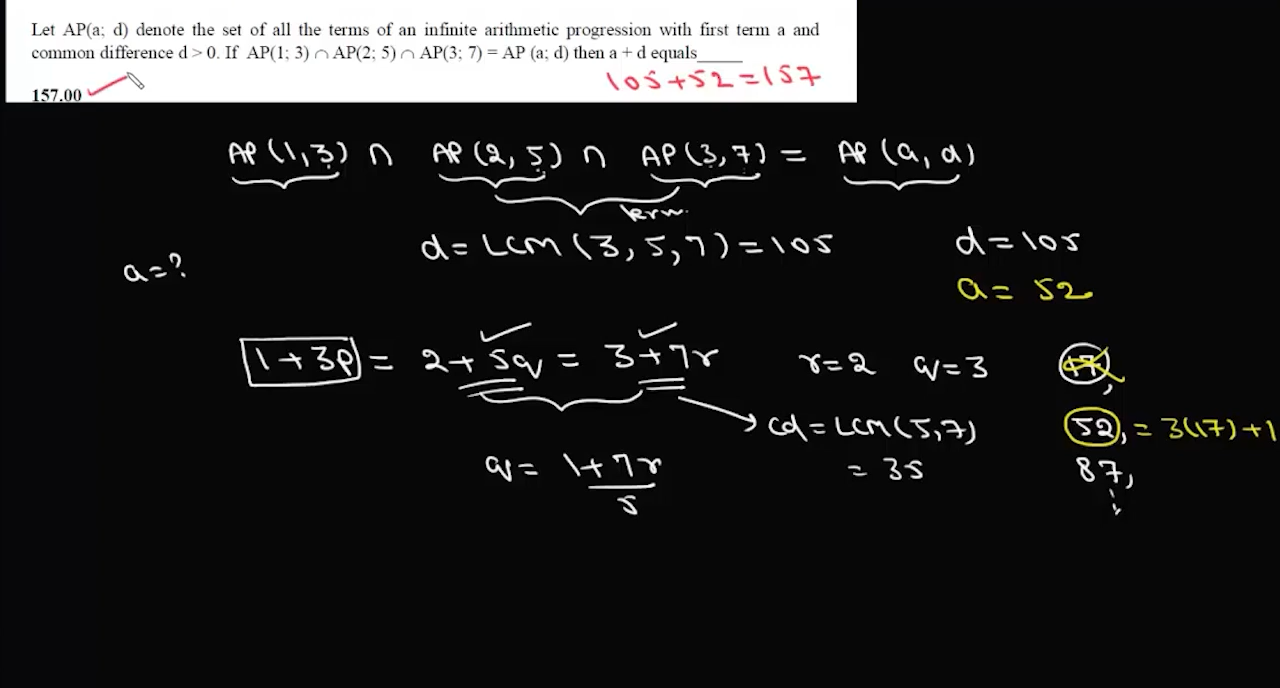 Let AP(a; d) denote the set of all the terms of an infinite arithmetic progression with first term a and
common difference d > 0. If AP(1; 3) ∩ AP(2; 5) ∩ AP(3; 7) = AP (a; d) then a + d equals_____
105+52=157
157.00
AP (1,3) ∩ AP (2, 5) ∩ AP (3,7) = AP (a, d)
term.
d = LCM (3, 5, 7) = 105 d = 105
a = ?
a = 52
1 + 3p = 2 + 5q = 3 + 7r r = 2 q = 3 17,
cd = LCM (5,7) 52, = 3(17) + 1
q = 1 + 7r = 35 87,
5